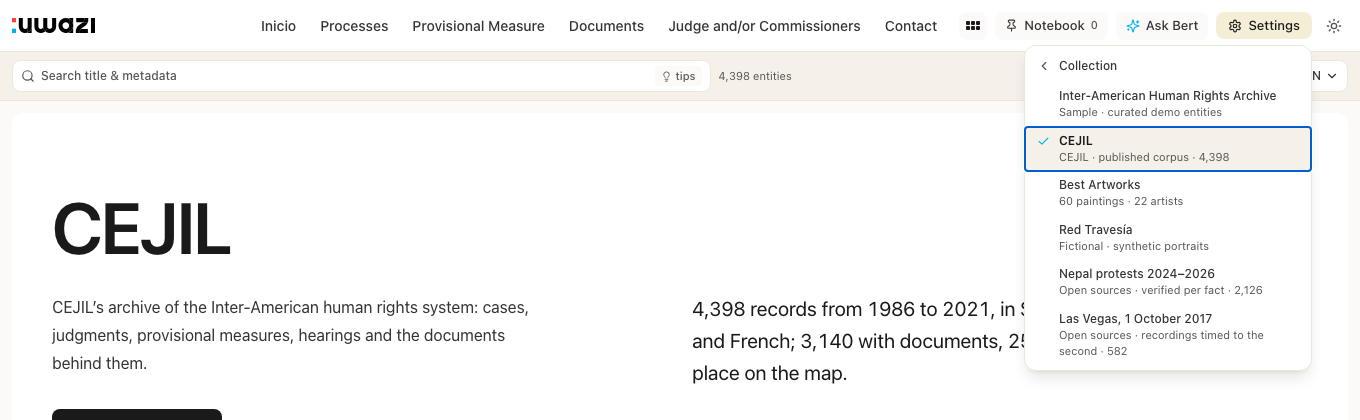 :uwazi
Inicio
Processes
Provisional Measure
Documents
Judge and/or Commissioners
Contact
Notebook 0
Ask Bert
Settings
Search title & metadata
tips
4,398 entities
Collection
Inter-American Human Rights Archive
Sample · curated demo entities
CEJIL
CEJIL · published corpus · 4,398
Best Artworks
60 paintings · 22 artists
Red Travesía
Fictional · synthetic portraits
Nepal protests 2024–2026
Open sources · verified per fact · 2,126
Las Vegas, 1 October 2017
Open sources · recordings timed to the
second · 582
CEJIL
CEJIL's archive of the Inter-American human rights system: cases,
judgments, provisional measures, hearings and the documents
behind them.
4,398 records from 1986 to 2021, in
and French; 3,140 with documents,
place on the map.